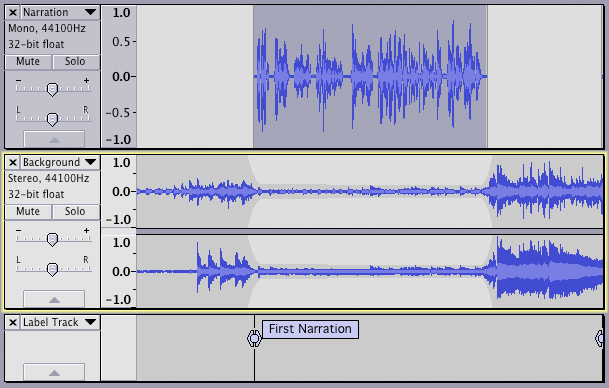 Narration
Mono, 44100Hz
32-bit float
Mute Solo
- +
L R
1.0
0.5
0.0
-0.5
-1.0
Background
Stereo, 44100Hz
32-bit float
Mute Solo
- +
L R
1.0
0.0
-1.0
1.0
0.0
-1.0
Label Track
First Narration